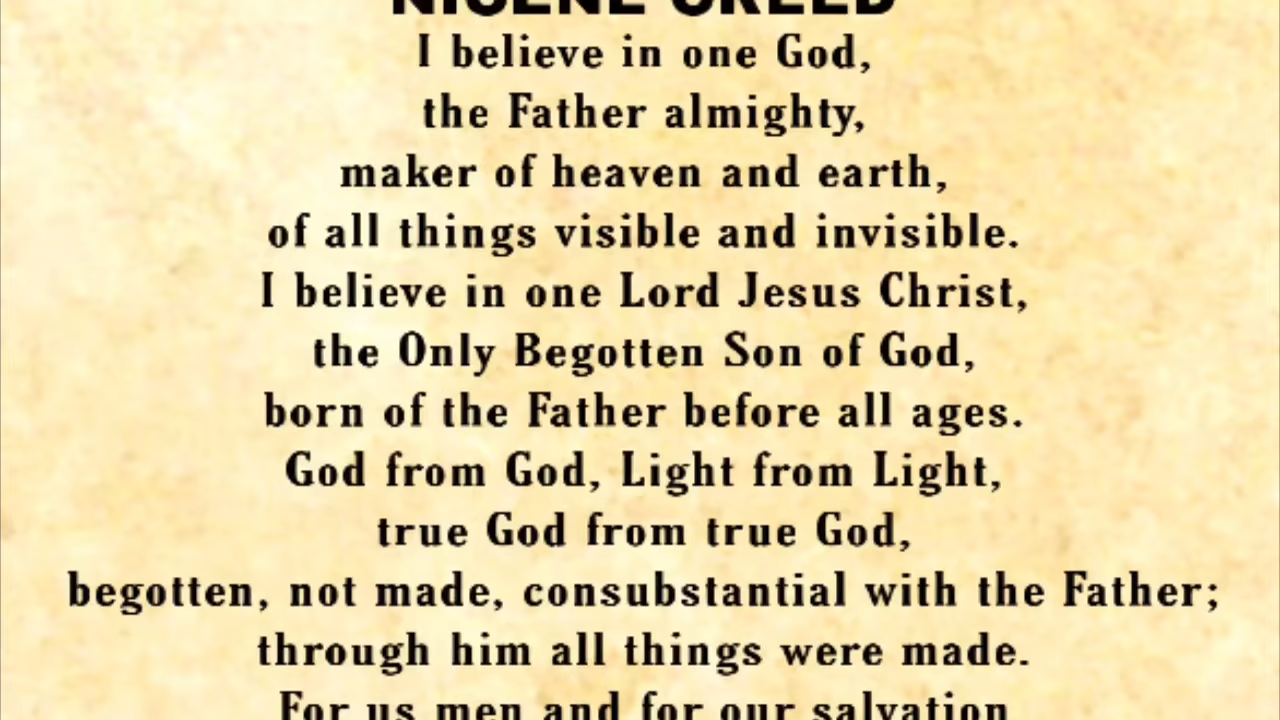 NICENE CREED
I believe in one God,
the Father almighty,
maker of heaven and earth,
of all things visible and invisible.
I believe in one Lord Jesus Christ,
the Only Begotten Son of God,
born of the Father before all ages.
God from God, Light from Light,
true God from true God,
begotten, not made, consubstantial with the Father;
through him all things were made.
For us men and for our salvation